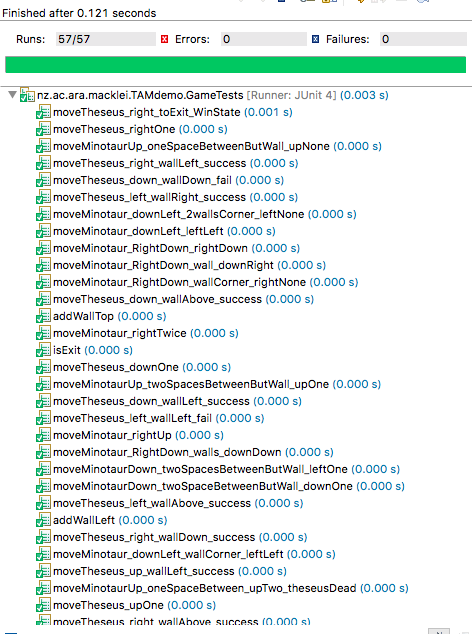 Finished after 0.121 seconds
Runs: 57/57 Errors: 0 Failures: 0
nz.ac.ara.macklei.TAMdemo.GameTests [Runner: JUnit 4] (0.003 s)
moveTheseus_right_toExit_WinState (0.001 s)
moveTheseus_rightOne (0.000 s)
moveMinotaurUp_oneSpaceBetweenButWall_upNone (0.000 s)
moveTheseus_right_wallLeft_success (0.000 s)
moveTheseus_down_wallDown_fail (0.000 s)
moveTheseus_left_wallRight_success (0.000 s)
moveMinotaur_downLeft_2wallsCorner_leftNone (0.000 s)
moveMinotaur_downLeft_leftLeft (0.000 s)
moveMinotaur_RightDown_rightDown (0.000 s)
moveMinotaur_RightDown_wall_downRight (0.000 s)
moveMinotaur_RightDown_wallCorner_rightNone (0.000 s)
moveTheseus_down_wallAbove_success (0.000 s)
addWallTop (0.000 s)
moveMinotaur_rightTwice (0.000 s)
isExit (0.000 s)
moveTheseus_downOne (0.000 s)
moveMinotaurUp_twoSpacesBetweenButWall_upOne (0.000 s)
moveTheseus_down_wallLeft_success (0.000 s)
moveTheseus_left_wallLeft_fail (0.000 s)
moveMinotaur_rightUp (0.000 s)
moveMinotaur_RightDown_walls_downDown (0.000 s)
moveMinotaurDown_twoSpacesBetweenButWall_leftOne (0.000 s)
moveMinotaurDown_twoSpacesBetweenButWall_downOne (0.000 s)
moveTheseus_left_wallAbove_success (0.000 s)
addWallLeft (0.000 s)
moveTheseus_right_wallDown_success (0.000 s)
moveMinotaur_downLeft_wallCorner_leftLeft (0.000 s)
moveTheseus_up_wallLeft_success (0.000 s)
moveMinotaurUp_oneSpaceBetween_upTwo_theseusDead (0.000 s)
moveTheseus_upOne (0.000 s)
moveTheseus_right_wallAbove_success (0.000 s)